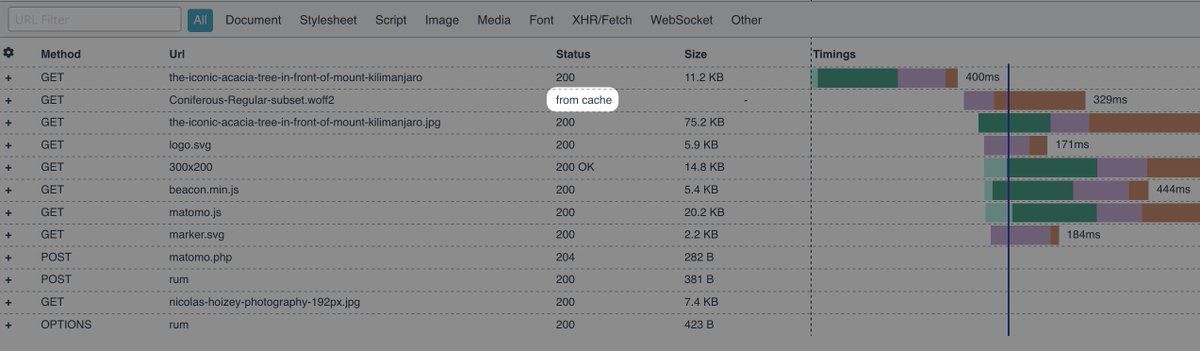 URL Filter All Document Stylesheet Script Image Media Font XHR/Fetch WebSocket Other
Method Url Status Size Timings
+ GET the-iconic-acacia-tree-in-front-of-mount-kilimanjaro 200 11.2 KB 400ms
+ GET Coniferous-Regular-subset.woff2 from cache - 329ms
+ GET the-iconic-acacia-tree-in-front-of-mount-kilimanjaro.jpg 200 75.2 KB
+ GET logo.svg 200 5.9 KB 171ms
+ GET 300x200 200 OK 14.8 KB
+ GET beacon.min.js 200 5.4 KB 444ms
+ GET matomo.js 200 20.2 KB
+ GET marker.svg 200 2.2 KB 184ms
+ POST matomo.php 204 282 B
+ POST rum 200 381 B
+ GET nicolas-hoizey-photography-192px.jpg 200 7.4 KB
+ OPTIONS rum 200 423 B